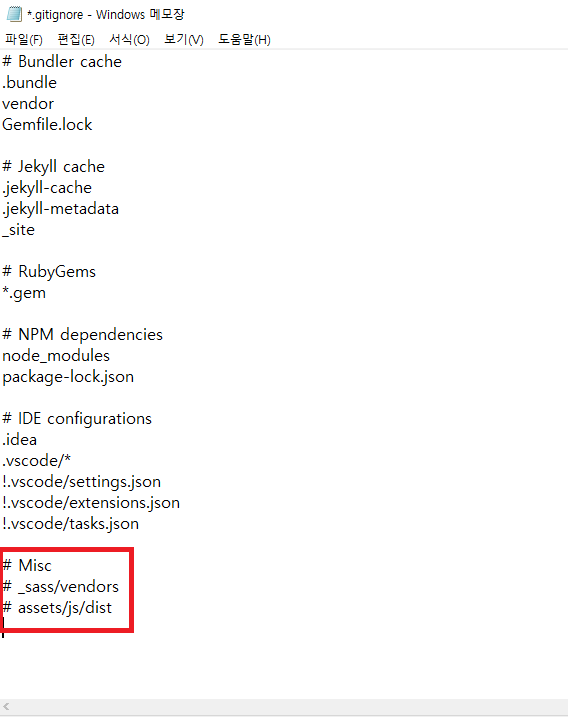 *.gitignore - Windows 메모장
파일(F) 편집(E) 서식(O) 보기(V) 도움말(H)
# Bundler cache
.bundle
vendor
Gemfile.lock
# Jekyll cache
.jekyll-cache
.jekyll-metadata
_site
# RubyGems
*.gem
# NPM dependencies
node_modules
package-lock.json
# IDE configurations
.idea
.vscode/*
!.vscode/settings.json
!.vscode/extensions.json
!.vscode/tasks.json
# Misc
# _sass/vendors
# assets/js/dist